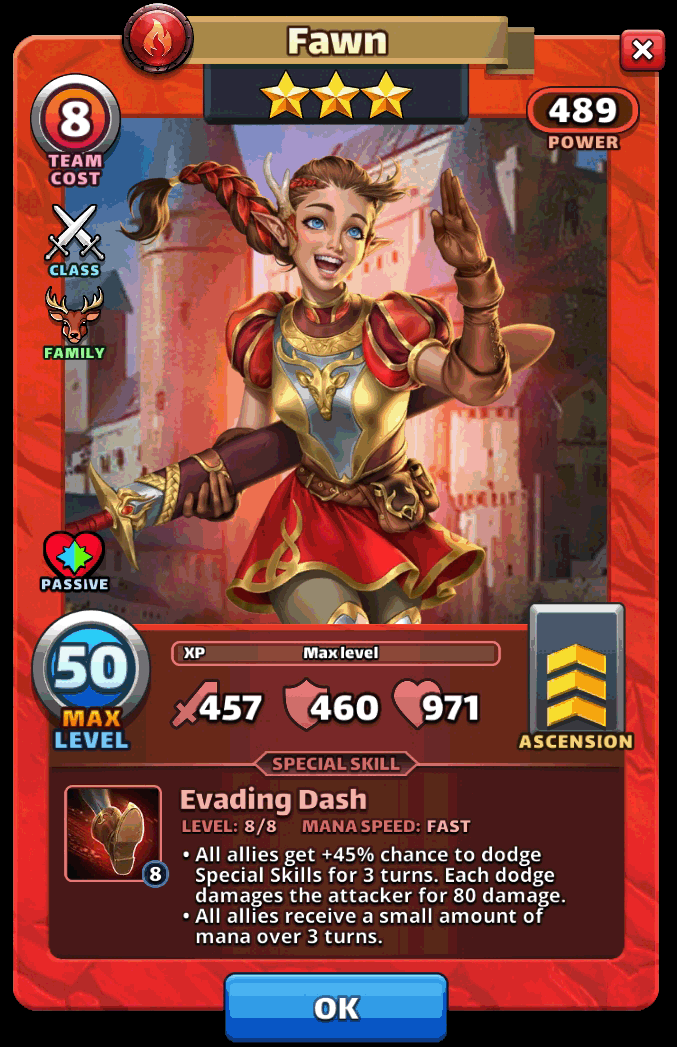 Fawn
8
TEAM
COST
489
POWER
CLASS
FAMILY
PASSIVE
50
MAX
LEVEL
XP Max level
457 460 971
ASCENSION
SPECIAL SKILL
Evading Dash
LEVEL: 8/8 MANA SPEED: FAST
8
• All allies get +45% chance to dodge
Special Skills for 3 turns. Each dodge
damages the attacker for 80 damage.
• All allies receive a small amount of
mana over 3 turns.
OK